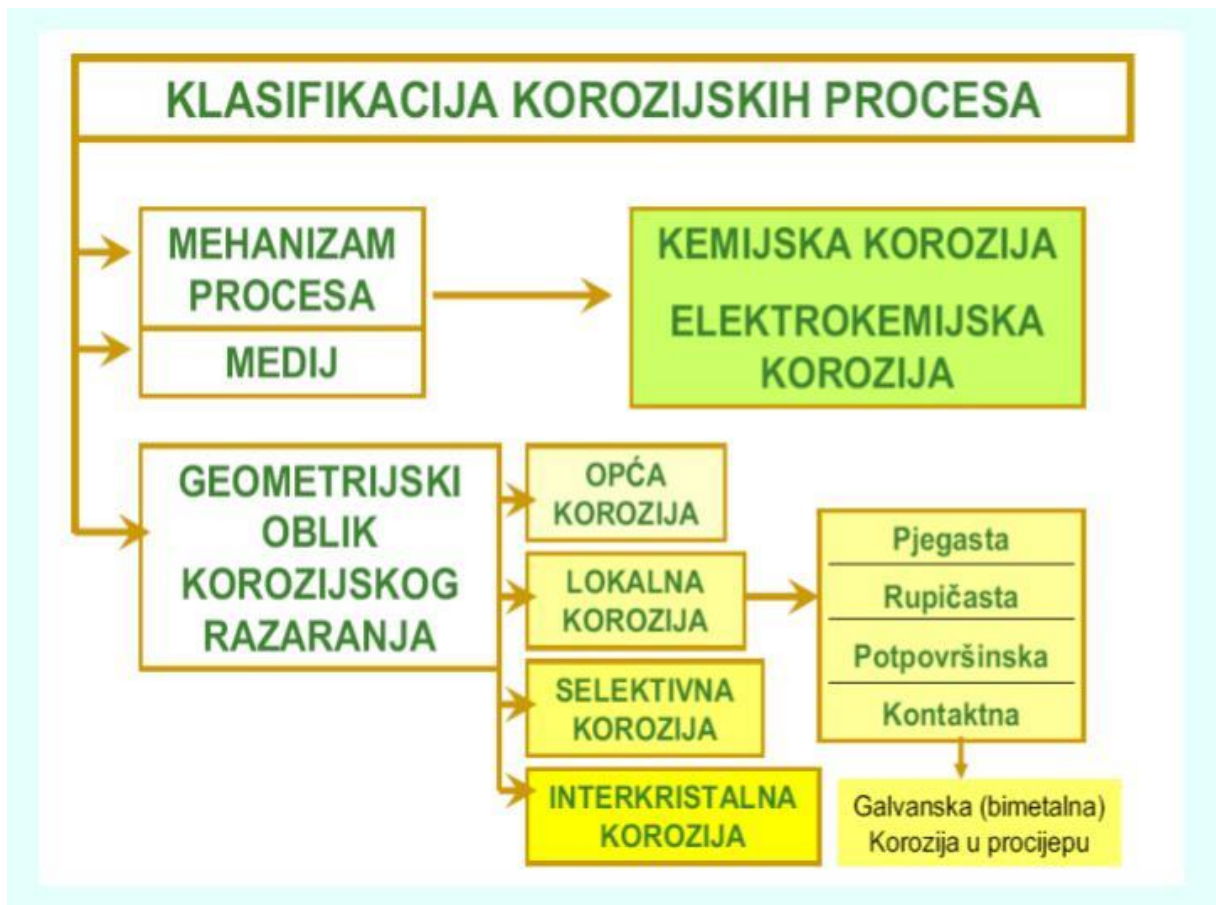 KLASIFIKACIJA KOROZIJSKIH PROCESA
MEHANIZAM
PROCESA
MEDIJ
KEMIJSKA KOROZIJA
ELEKTROKEMIJSKA
KOROZIJA
GEOMETRIJSKI
OBLIK
KOROZIJSKOG
RAZARANJA
OPĆA
KOROZIJA
LOKALNA
KOROZIJA
SELEKTIVNA
KOROZIJA
INTERKRISTALNA
KOROZIJA
Pjegasta
Rupičasta
Potpovršinska
Kontaktna
Galvanska (bimetalna)
Korozija u procijepu